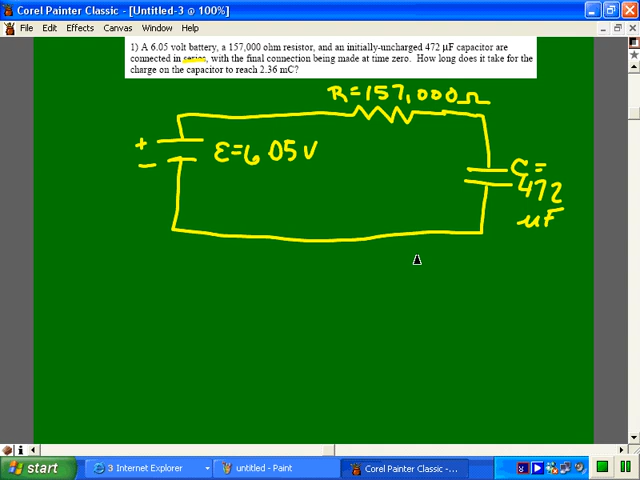 Corel Painter Classic - [Untitled-3 @ 100%]
File Edit Effects Canvas Window Help
1) A 6.05 volt battery, a 157,000 ohm resistor, and an initially-uncharged 472 μF capacitor are
connected in series, with the final connection being made at time zero. How long does it take for the
charge on the capacitor to reach 2.36 mC?
R=157,000Ω
+
−
ε=6.05V
C=
472
μF
start
3 Internet Explorer
untitled - Paint
Corel Painter Classic -...